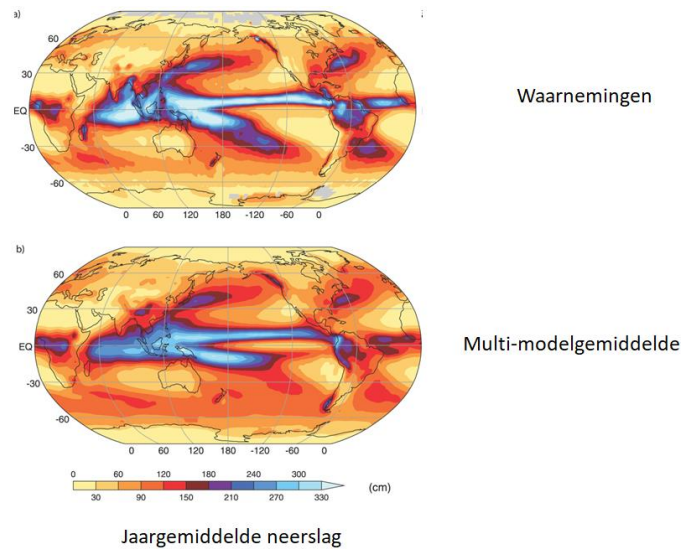 a)
60
30
EQ
-30
-60
0 60 120 180 -120 -60 0
Waarnemingen
b)
60
30
EQ
-30
-60
0 60 120 180 -120 -60 0
Multi-modelgemiddelde
0 60 120 180 240 300
(cm)
30 90 150 210 270 330
Jaargemiddelde neerslag